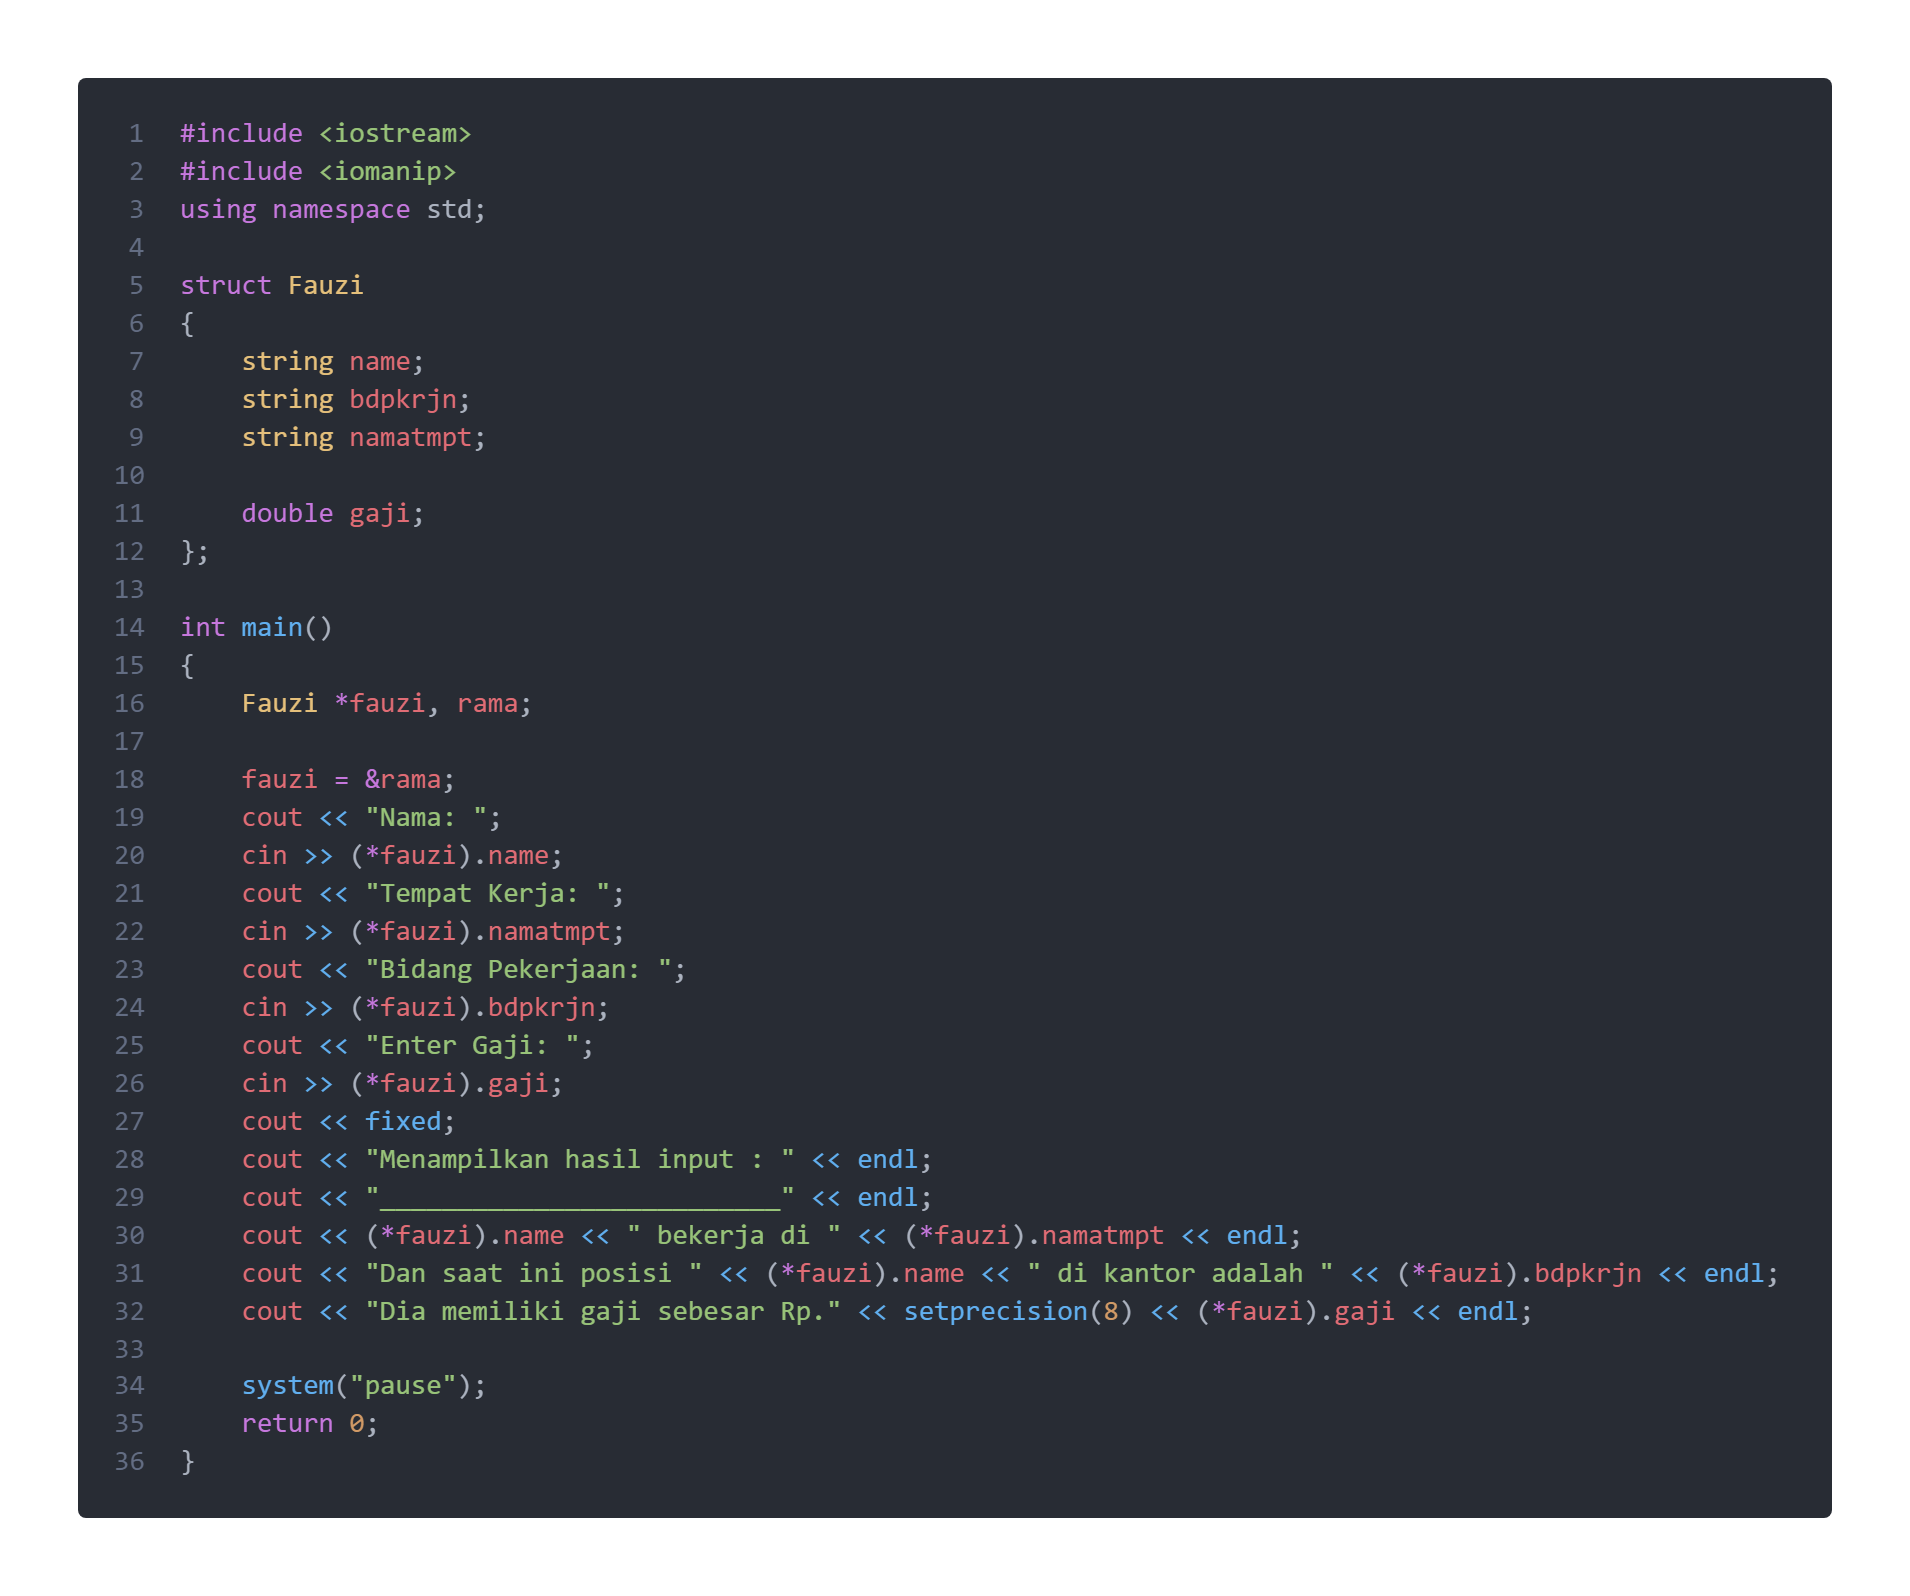 1 #include <iostream>
2 #include <iomanip>
3 using namespace std;
4
5 struct Fauzi
6 {
7     string name;
8     string bdpkrjn;
9     string namatmpt;
10
11     double gaji;
12 };
13
14 int main()
15 {
16     Fauzi *fauzi, rama;
17
18     fauzi = &rama;
19     cout << "Nama: ";
20     cin >> (*fauzi).name;
21     cout << "Tempat Kerja: ";
22     cin >> (*fauzi).namatmpt;
23     cout << "Bidang Pekerjaan: ";
24     cin >> (*fauzi).bdpkrjn;
25     cout << "Enter Gaji: ";
26     cin >> (*fauzi).gaji;
27     cout << fixed;
28     cout << "Menampilkan hasil input : " << endl;
29     cout << "__________________________" << endl;
30     cout << (*fauzi).name << " bekerja di " << (*fauzi).namatmpt << endl;
31     cout << "Dan saat ini posisi " << (*fauzi).name << " di kantor adalah " << (*fauzi).bdpkrjn << endl;
32     cout << "Dia memiliki gaji sebesar Rp." << setprecision(8) << (*fauzi).gaji << endl;
33
34     system("pause");
35     return 0;
36 }